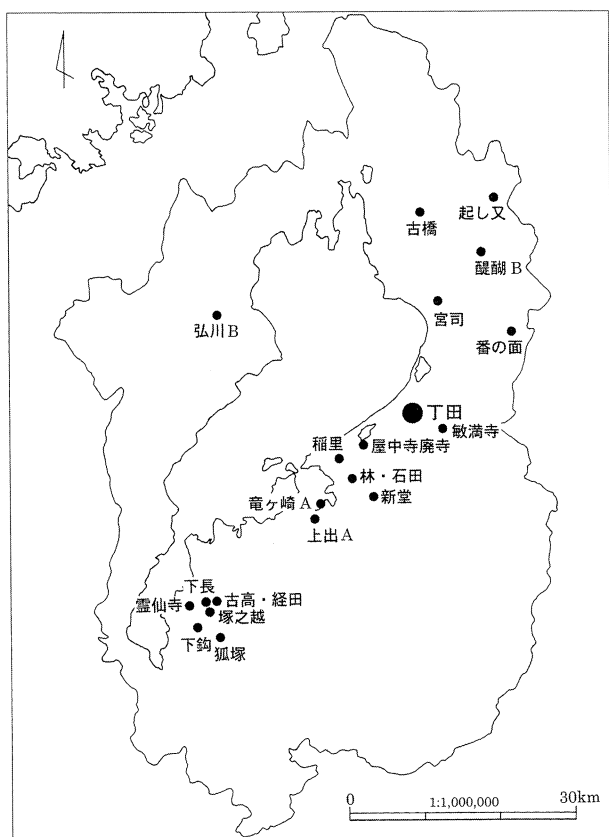 起し又
古橋
醍醐B
宮司
弘川B
番の面
丁田
敏満寺
稲里
屋中寺廃寺
林・石田
竜ヶ崎A
新堂
上出A
下長
霊仙寺
古高・経田
塚之越
下鈎
狐塚
0 1:1,000,000 30km